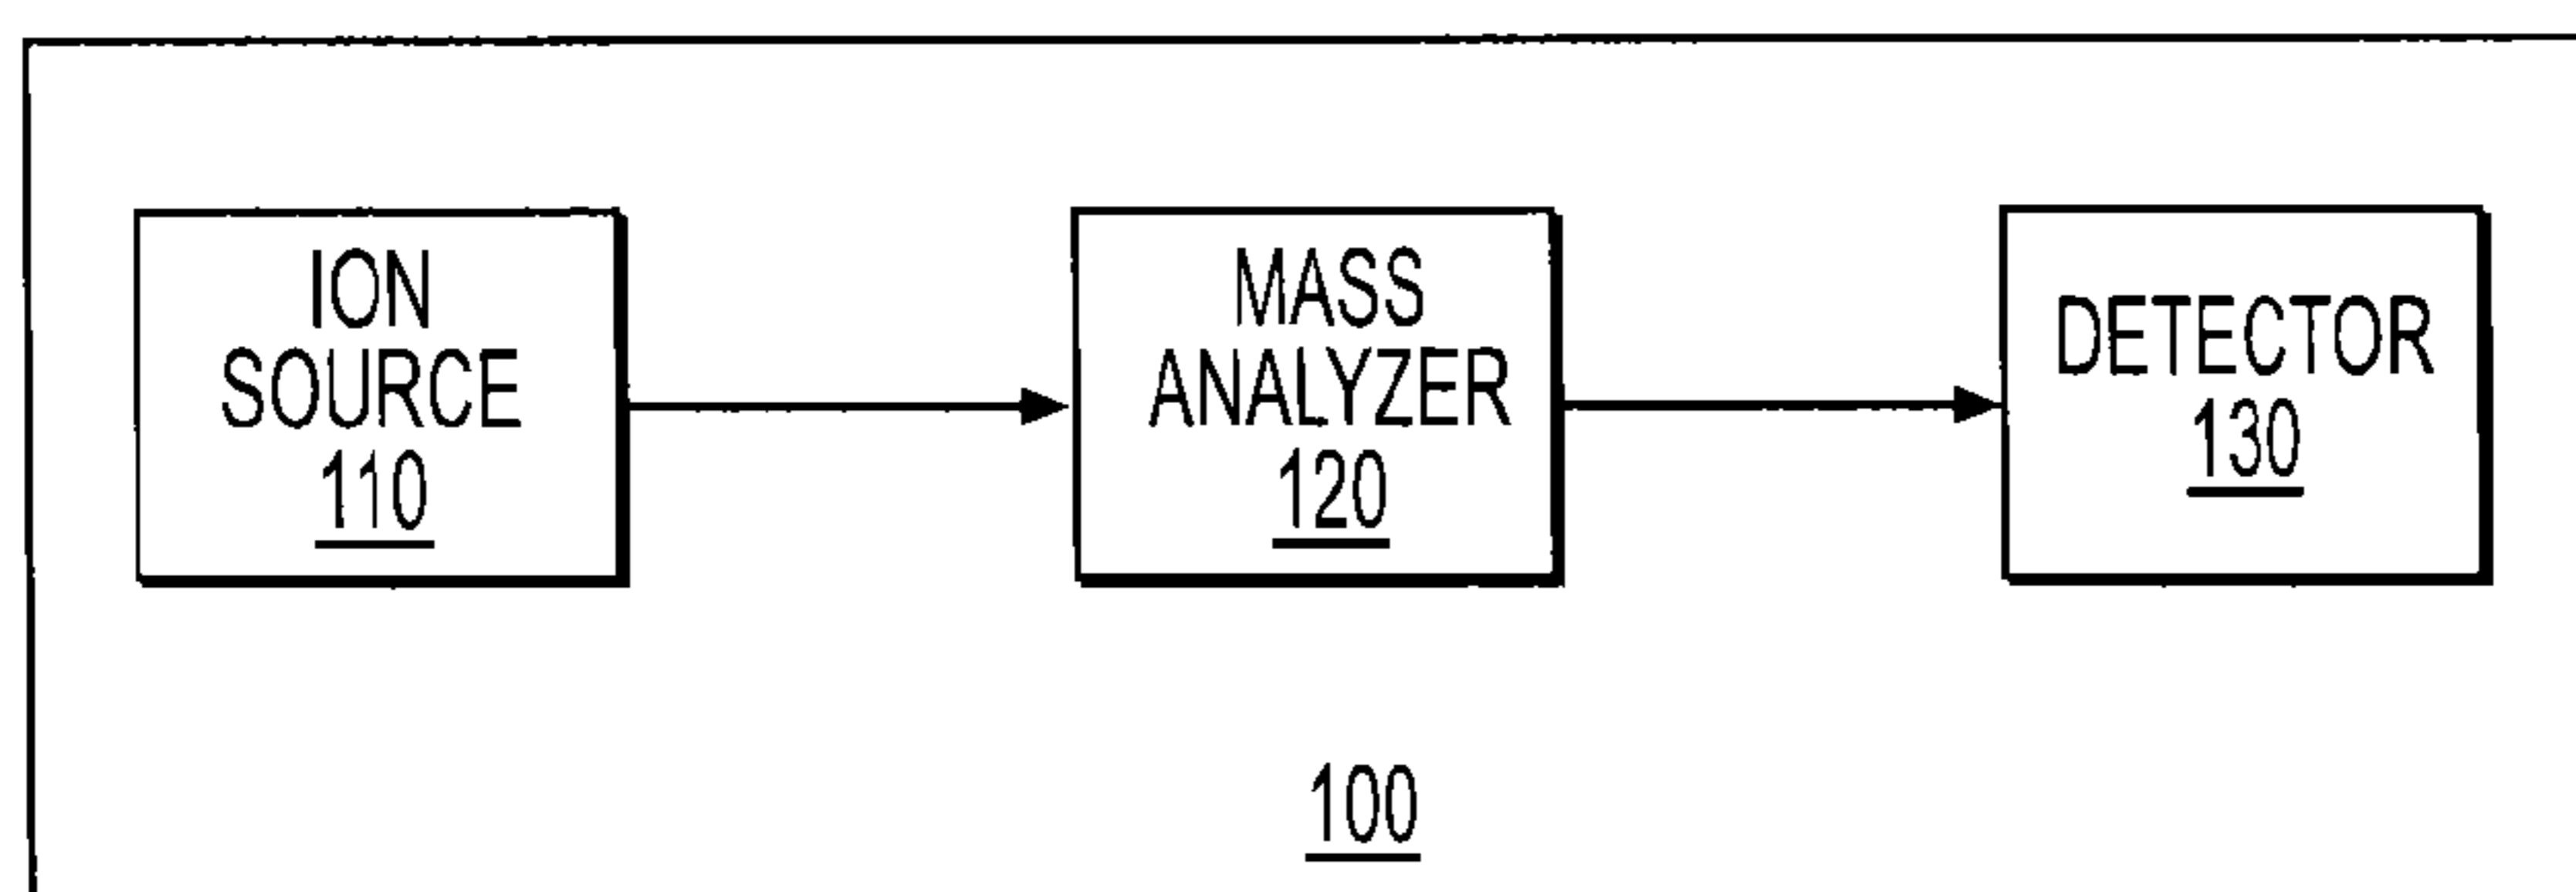 ION
SOURCE
110
MASS
ANALYZER
120
DETECTOR
130
100